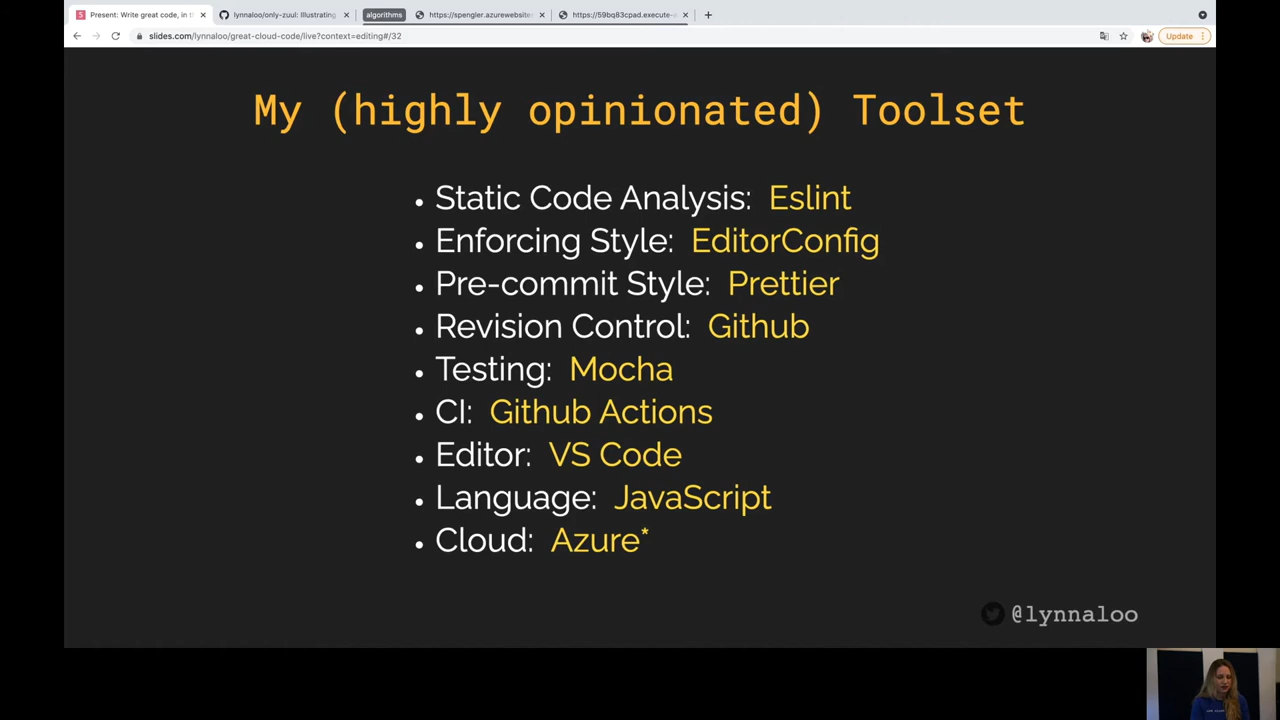 Present: Write great code, in t
lynnaloo/only-zuul: Illustrating
algorithms
https://spengler.azurewebsite
https://59bq83cpad.execute-a
slides.com/lynnaloo/great-cloud-code/live?context=editing#/32
Update
My (highly opinionated) Toolset
• Static Code Analysis: Eslint
• Enforcing Style: EditorConfig
• Pre-commit Style: Prettier
• Revision Control: Github
• Testing: Mocha
• CI: Github Actions
• Editor: VS Code
• Language: JavaScript
• Cloud: Azure*
@lynnaloo